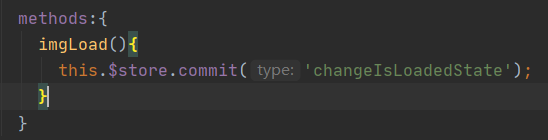 methods:{
imgLoad(){
this.$store.commit( type: 'changeIsLoadedState');
}
}